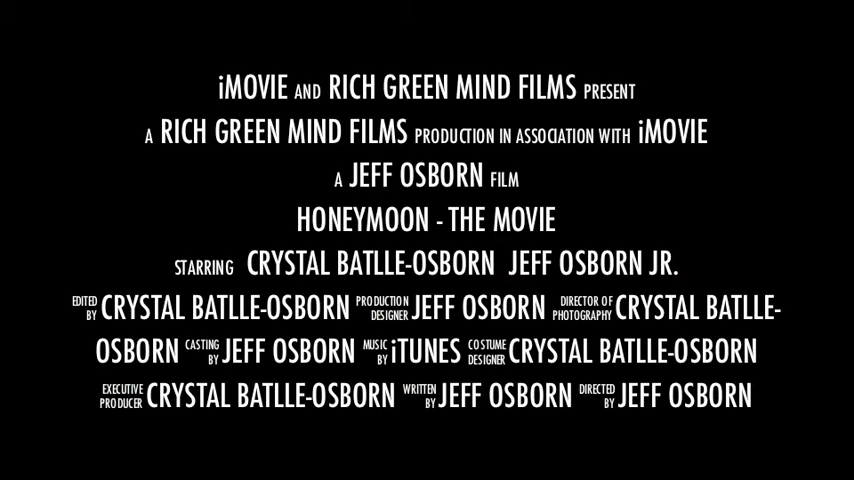 iMOVIE AND RICH GREEN MIND FILMS PRESENT
A RICH GREEN MIND FILMS PRODUCTION IN ASSOCIATION WITH iMOVIE
A JEFF OSBORN FILM
HONEYMOON - THE MOVIE
STARRING CRYSTAL BATLLE-OSBORN JEFF OSBORN JR.
EDITED BY CRYSTAL BATLLE-OSBORN PRODUCTION DESIGNER JEFF OSBORN DIRECTOR OF PHOTOGRAPHY CRYSTAL BATLLE-
OSBORN CASTING BY JEFF OSBORN MUSIC BY iTUNES COSTUME DESIGNER CRYSTAL BATLLE-OSBORN
EXECUTIVE PRODUCER CRYSTAL BATLLE-OSBORN WRITTEN BY JEFF OSBORN DIRECTED BY JEFF OSBORN